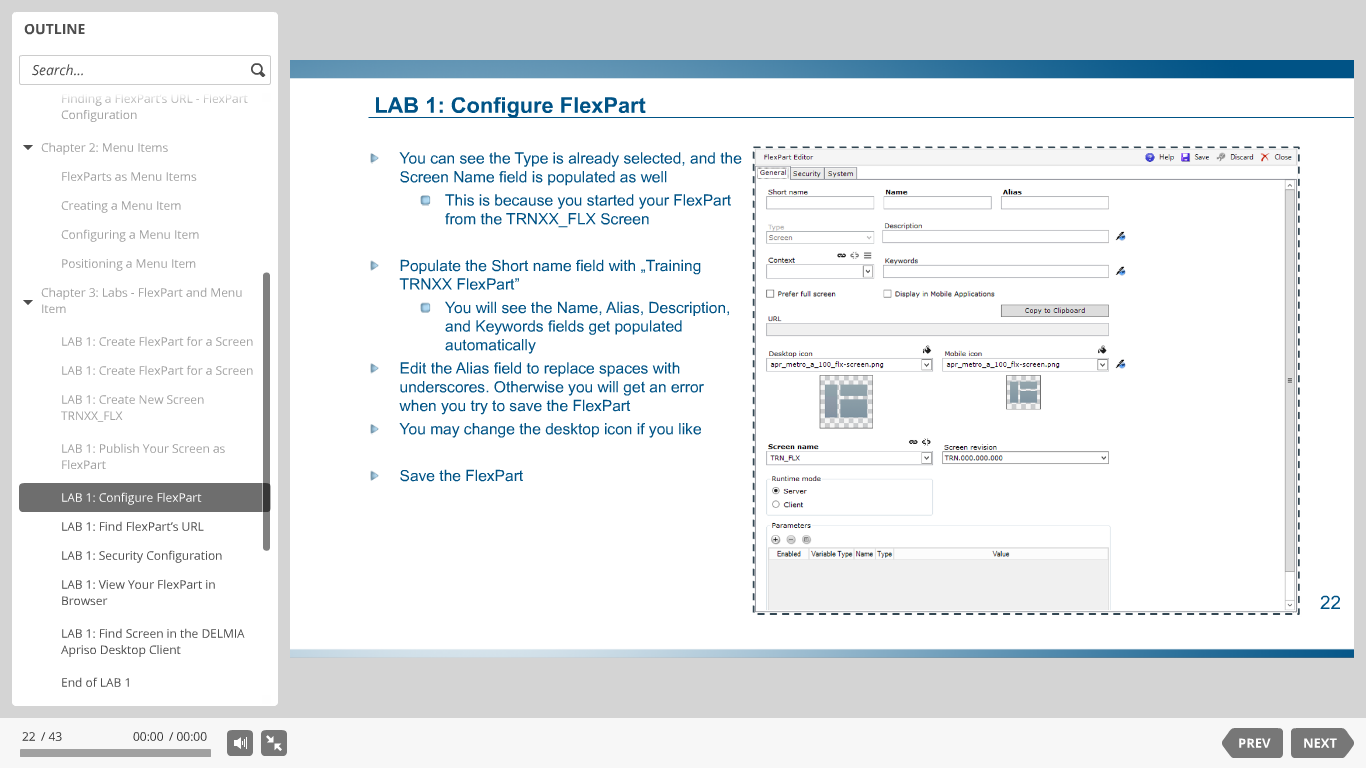 OUTLINE
Search...
Finding a FlexPart's URL - FlexPart
Configuration
Chapter 2: Menu Items
FlexParts as Menu Items
Creating a Menu Item
Configuring a Menu Item
Positioning a Menu Item
Chapter 3: Labs - FlexPart and Menu
Item
LAB 1: Create FlexPart for a Screen
LAB 1: Create FlexPart for a Screen
LAB 1: Create New Screen
TRNXX_FLX
LAB 1: Publish Your Screen as
FlexPart
LAB 1: Configure FlexPart
LAB 1: Find FlexPart's URL
LAB 1: Security Configuration
LAB 1: View Your FlexPart in
Browser
LAB 1: Find Screen in the DELMIA
Apriso Desktop Client
End of LAB 1
LAB 1: Configure FlexPart
You can see the Type is already selected, and the
Screen Name field is populated as well
This is because you started your FlexPart
from the TRNXX_FLX Screen
Populate the Short name field with „Training
TRNXX FlexPart”
You will see the Name, Alias, Description,
and Keywords fields get populated
automatically
Edit the Alias field to replace spaces with
underscores. Otherwise you will get an error
when you try to save the FlexPart
You may change the desktop icon if you like
Save the FlexPart
FlexPart Editor Help Save Discard Close
General Security System
Short name Name Alias
Type Description
Screen
Context Keywords
Prefer full screen Display in Mobile Applications
Copy to Clipboard
URL
Desktop icon Mobile icon
apr_metro_a_100_flx-screen.png apr_metro_a_100_flx-screen.png
Screen name Screen revision
TRN_FLX TRN.000.000.000
Runtime mode
Server
Client
Parameters
Enabled Variable Type Name Type Value
22
22 / 43 00:00 / 00:00
PREV NEXT